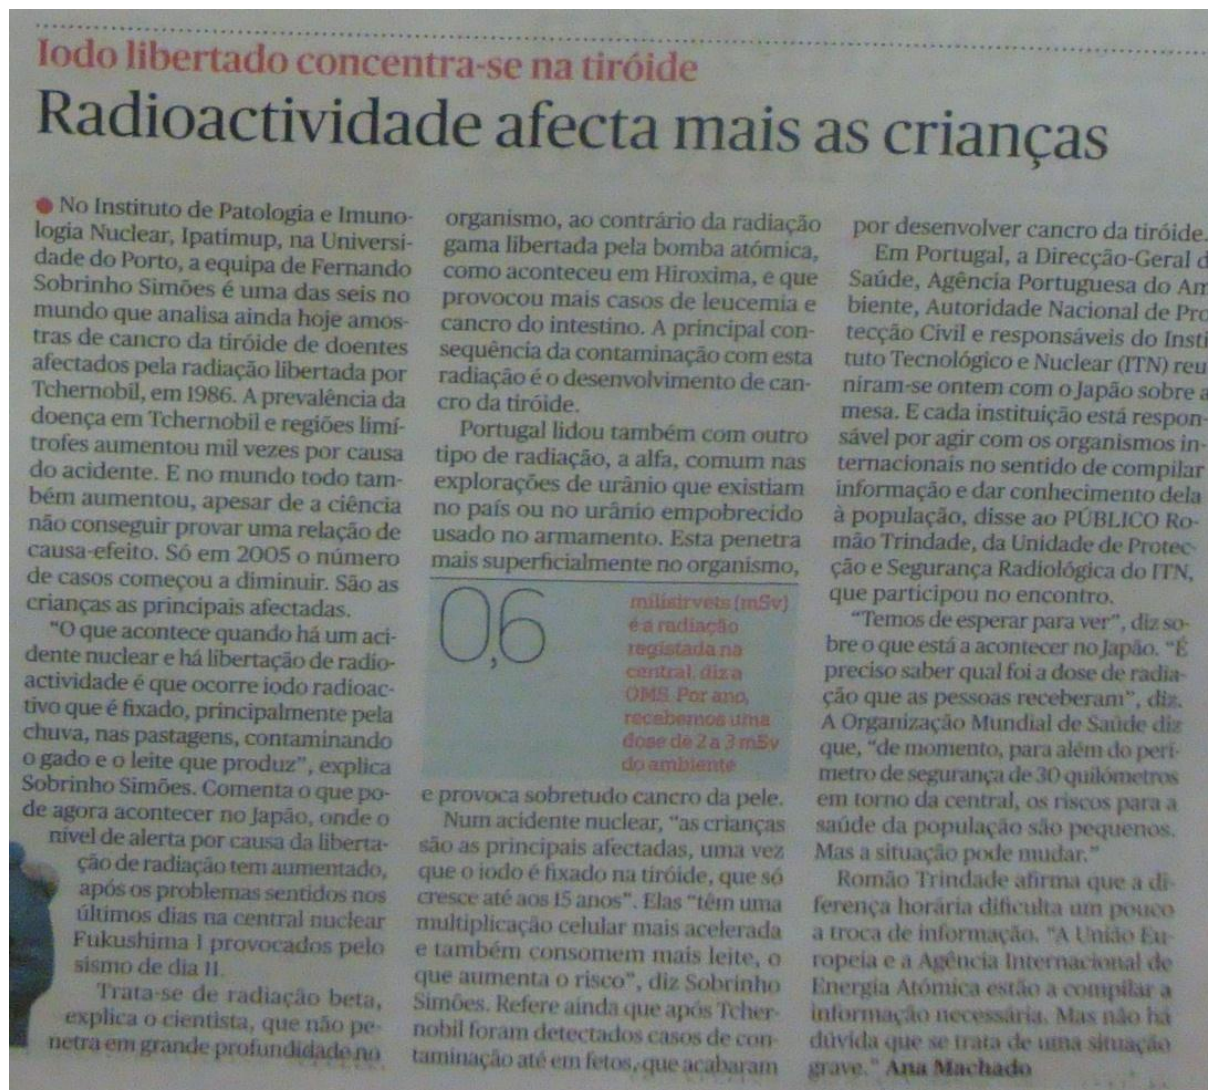 Iodo libertado concentra-se na tiróide
Radioactividade afecta mais as crianças
● No Instituto de Patologia e Imuno-
logia Nuclear, Ipatimup, na Universi-
dade do Porto, a equipa de Fernando
Sobrinho Simões é uma das seis no
mundo que analisa ainda hoje amos-
tras de cancro da tiróide de doentes
afectados pela radiação libertada por
Tchernobil, em 1986. A prevalência da
doença em Tchernobil e regiões limí-
trofes aumentou mil vezes por causa
do acidente. E no mundo todo tam-
bém aumentou, apesar de a ciência
não conseguir provar uma relação de
causa-efeito. Só em 2005 o número
de casos começou a diminuir. São as
crianças as principais afectadas.
"O que acontece quando há um aci-
dente nuclear e há libertação de radio-
actividade é que ocorre iodo radioac-
tivo que é fixado, principalmente pela
chuva, nas pastagens, contaminando
o gado e o leite que produz", explica
Sobrinho Simões. Comenta o que po-
de agora acontecer no Japão, onde o
nível de alerta por causa da liberta-
ção de radiação tem aumentado,
após os problemas sentidos nos
últimos dias na central nuclear
Fukushima I provocados pelo
sismo de dia 11.
Trata-se de radiação beta,
explica o cientista, que não pe-
netra em grande profundidade no
organismo, ao contrário da radiação
gama libertada pela bomba atómica,
como aconteceu em Hiroxima, e que
provocou mais casos de leucemia e
cancro do intestino. A principal con-
sequência da contaminação com esta
radiação é o desenvolvimento de can-
cro da tiróide.
Portugal lidou também com outro
tipo de radiação, a alfa, comum nas
explorações de urânio que existiam
no país ou no urânio empobrecido
usado no armamento. Esta penetra
mais superficialmente no organismo,
0,6
milisirvets (mSv)
é a radiação
registada na
central, diz a
OMS. Por ano,
recebemos uma
dose de 2 a 3 mSv
do ambiente
e provoca sobretudo cancro da pele.
Num acidente nuclear, "as crianças
são as principais afectadas, uma vez
que o iodo é fixado na tiróide, que só
cresce até aos 15 anos". Elas "têm uma
multiplicação celular mais acelerada
e também consomem mais leite, o
que aumenta o risco", diz Sobrinho
Simões. Refere ainda que após Tcher-
nobil foram detectados casos de con-
taminação até em fetos, que acabaram
por desenvolver cancro da tiróide.
Em Portugal, a Direcção-Geral d
Saúde, Agência Portuguesa do Am
biente, Autoridade Nacional de Pro
tecção Civil e responsáveis do Insti
tuto Tecnológico e Nuclear (ITN) reu
niram-se ontem com o Japão sobre a
mesa. E cada instituição está respon-
sável por agir com os organismos in-
ternacionais no sentido de compilar
informação e dar conhecimento dela
à população, disse ao PÚBLICO Ro-
mão Trindade, da Unidade de Protec-
ção e Segurança Radiológica do ITN,
que participou no encontro.
"Temos de esperar para ver", diz so-
bre o que está a acontecer no Japão. "É
preciso saber qual foi a dose de radia-
ção que as pessoas receberam", diz.
A Organização Mundial de Saúde diz
que, "de momento, para além do perí-
metro de segurança de 30 quilómetros
em torno da central, os riscos para a
saúde da população são pequenos.
Mas a situação pode mudar."
Romão Trindade afirma que a di-
ferença horária dificulta um pouco
a troca de informação. "A União Eu-
ropeia e a Agência Internacional de
Energia Atómica estão a compilar a
informação necessária. Mas não há
dúvida que se trata de uma situação
grave." Ana Machado